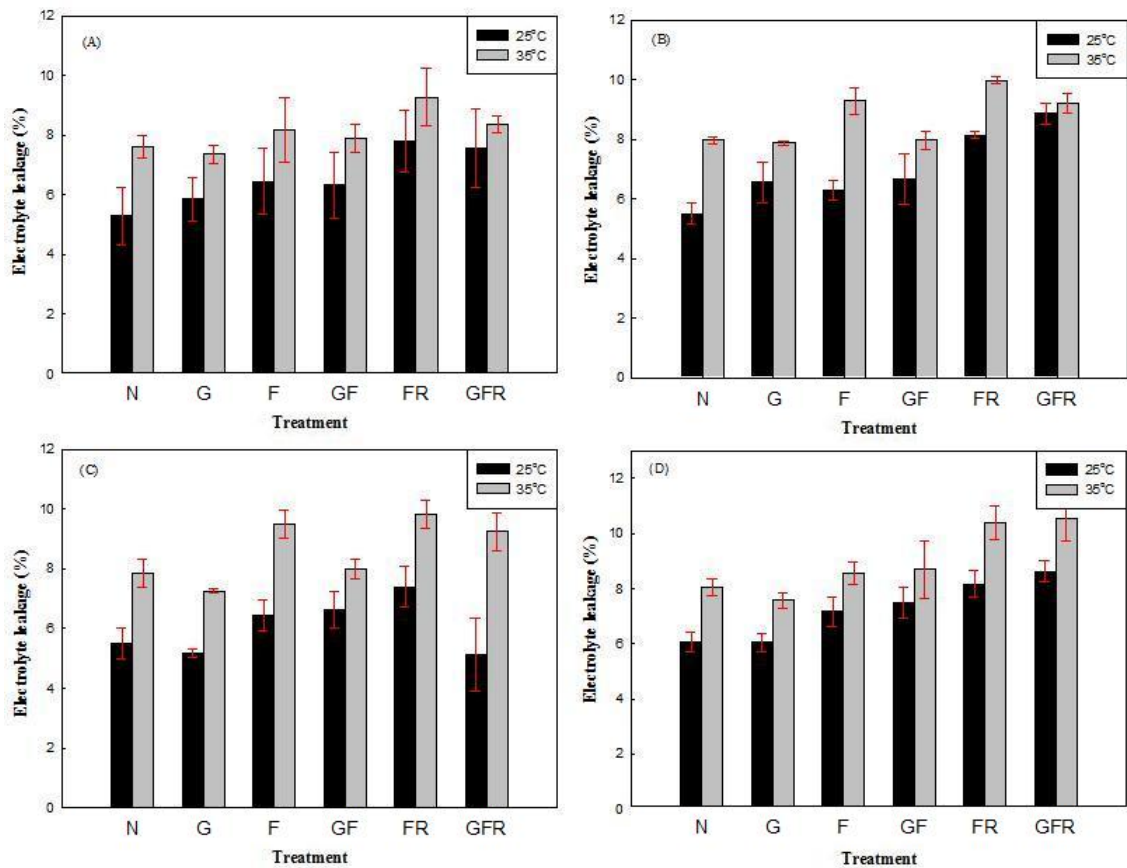 (A)
25°C
35°C
Electrolyte leakage (%)
12
10
8
6
4
2
0
N G F GF FR GFR
Treatment
(B)
25°C
35°C
Electrolyte leakage (%)
12
10
8
6
4
2
0
N G F GF FR GFR
Treatment
(C)
25°C
35°C
Electrolyte leakage (%)
12
10
8
6
4
2
0
N G F GF FR GFR
Treatment
(D)
25°C
35°C
Electrolyte leakage (%)
12
10
8
6
4
2
0
N G F GF FR GFR
Treatment